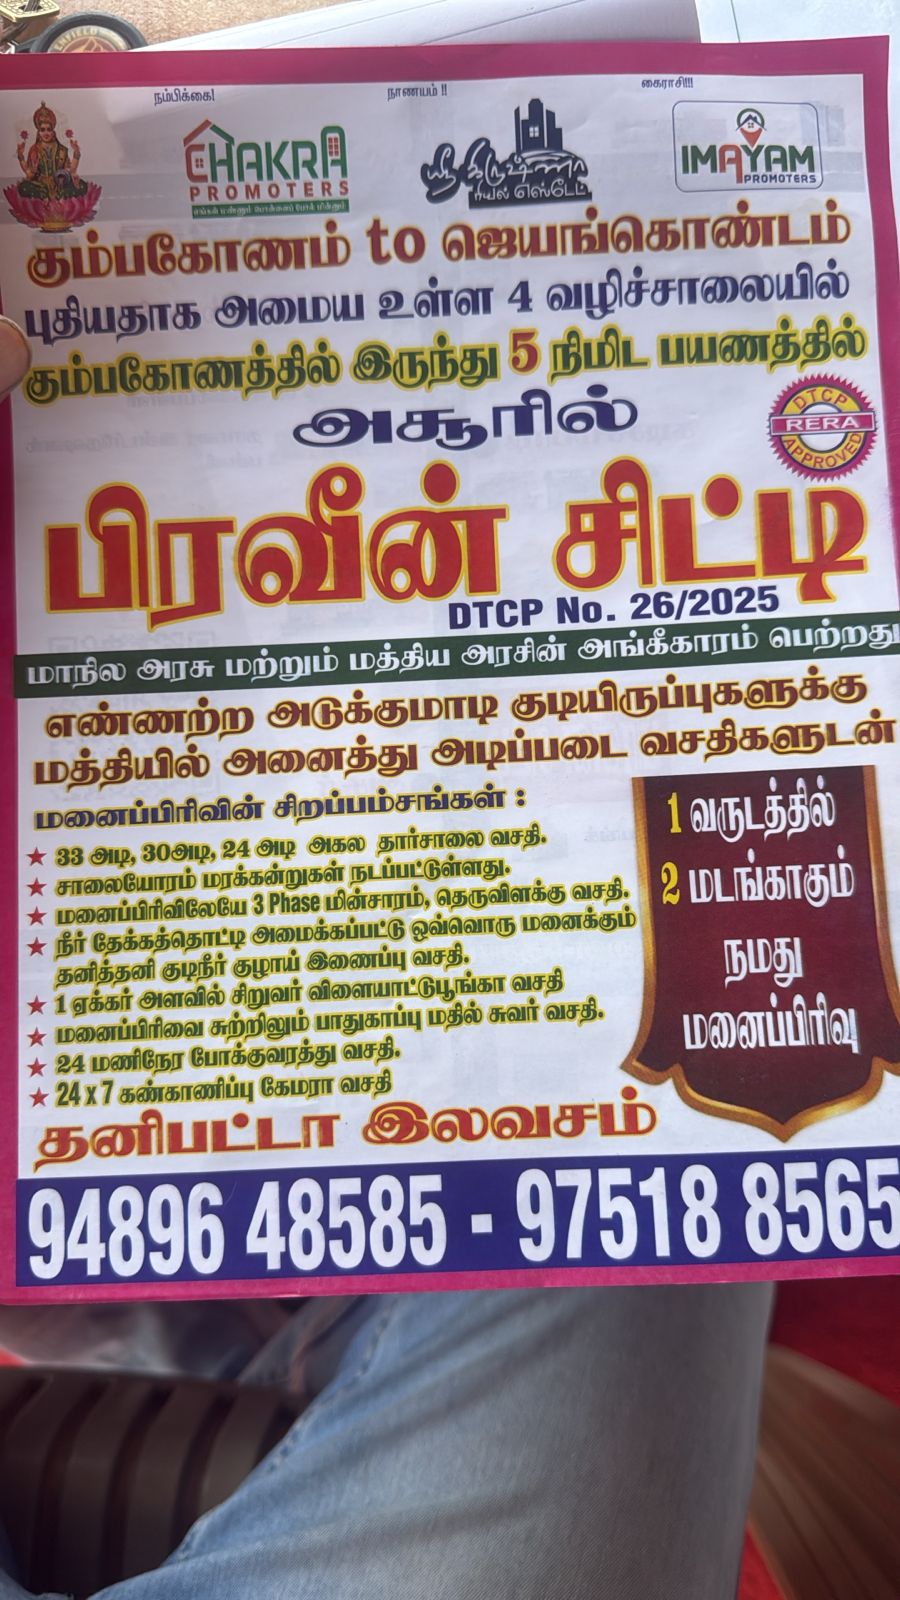 நம்பிக்கை!
நாணயம் !!
கைராசி!!!
CHAKRA
PROMOTERS
ஸ்ரீ கிருஷ்ணா
ரியல் எஸ்டேட்
IMAYAM
PROMOTERS
கும்பகோணம் to ஜெயங்கொண்டம்
புதியதாக அமைய உள்ள 4 வழிச்சாலையில்
கும்பகோணத்தில் இருந்து 5 நிமிட பயணத்தில்
அசூரில்
DTCP
RERA
APPROVED
பிரவீன் சிட்டி
DTCP No. 26/2025
மாநில அரசு மற்றும் மத்திய அரசின் அங்கீகாரம் பெற்றது
எண்ணற்ற அடுக்குமாடி குடியிருப்புகளுக்கு
மத்தியில் அனைத்து அடிப்படை வசதிகளுடன்
மனைப்பிரிவின் சிறப்பம்சங்கள் :
★ 33 அடி, 30அடி, 24 அடி அகல தார்சாலை வசதி.
★ சாலையோரம் மரக்கன்றுகள் நடப்பட்டுள்ளது.
★ மனைப்பிரிவிலேயே 3 Phase மின்சாரம், தெருவிளக்கு வசதி.
★ நீர் தேக்கத்தொட்டி அமைக்கப்பட்டு ஒவ்வொரு மனைக்கும்
தனித்தனி குடிநீர் குழாய் இணைப்பு வசதி.
★ 1 ஏக்கர் அளவில் சிறுவர் விளையாட்டுபூங்கா வசதி
★ மனைப்பிரிவை சுற்றிலும் பாதுகாப்பு மதில் சுவர் வசதி.
★ 24 மணிநேர போக்குவரத்து வசதி.
★ 24 x 7 கண்காணிப்பு கேமரா வசதி
1 வருடத்தில்
2 மடங்காகும்
நமது
மனைப்பிரிவு
தனிபட்டா இலவசம்
94896 48585 - 97518 8565